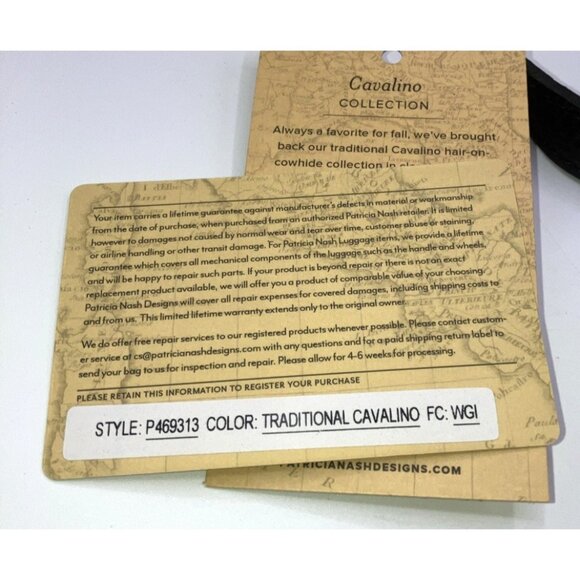 Cavalino
COLLECTION
Always a favorite for fall, we've brought
back our traditional Cavalino hair-on-
cowhide collection in
Your item carries a lifetime guarantee against manufacturer's defects in material or workmanship
from the date of purchase, when purchased from an authorized Patricia Nash retailer. It is limited
however to damages not caused by normal wear and tear over time, customer abuse or staining,
or airline handling or other transit damage. For Patricia Nash Luggage items, we provide a lifetime
guarantee which covers all mechanical components of the luggage such as the handle and wheels,
and will be happy to repair such parts. If your product is beyond repair or there is not an exact
replacement product available, we will offer you a product of comparable value of your choosing.
Patricia Nash Designs will cover all repair expenses for covered damages, including shipping costs to
and from us. This limited lifetime warranty extends only to the original owner.
We do offer free repair services to our registered products whenever possible. Please contact custom-
er service at cs@patricianashdesigns.com with any questions and for a paid shipping return label to
send your bag to us for inspection and repair. Please allow for 4-6 weeks for processing.
PLEASE RETAIN THIS INFORMATION TO REGISTER YOUR PURCHASE
STYLE: P469313 COLOR: TRADITIONAL CAVALINO FC: WGI
PATRICIANASHDESIGNS.COM